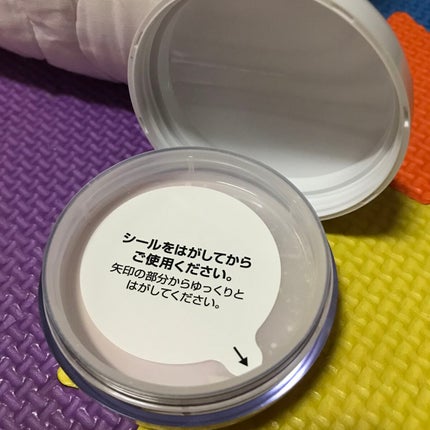 シールをはがしてから
ご使用ください。
矢印の部分からゆっくりと
はがしてください。